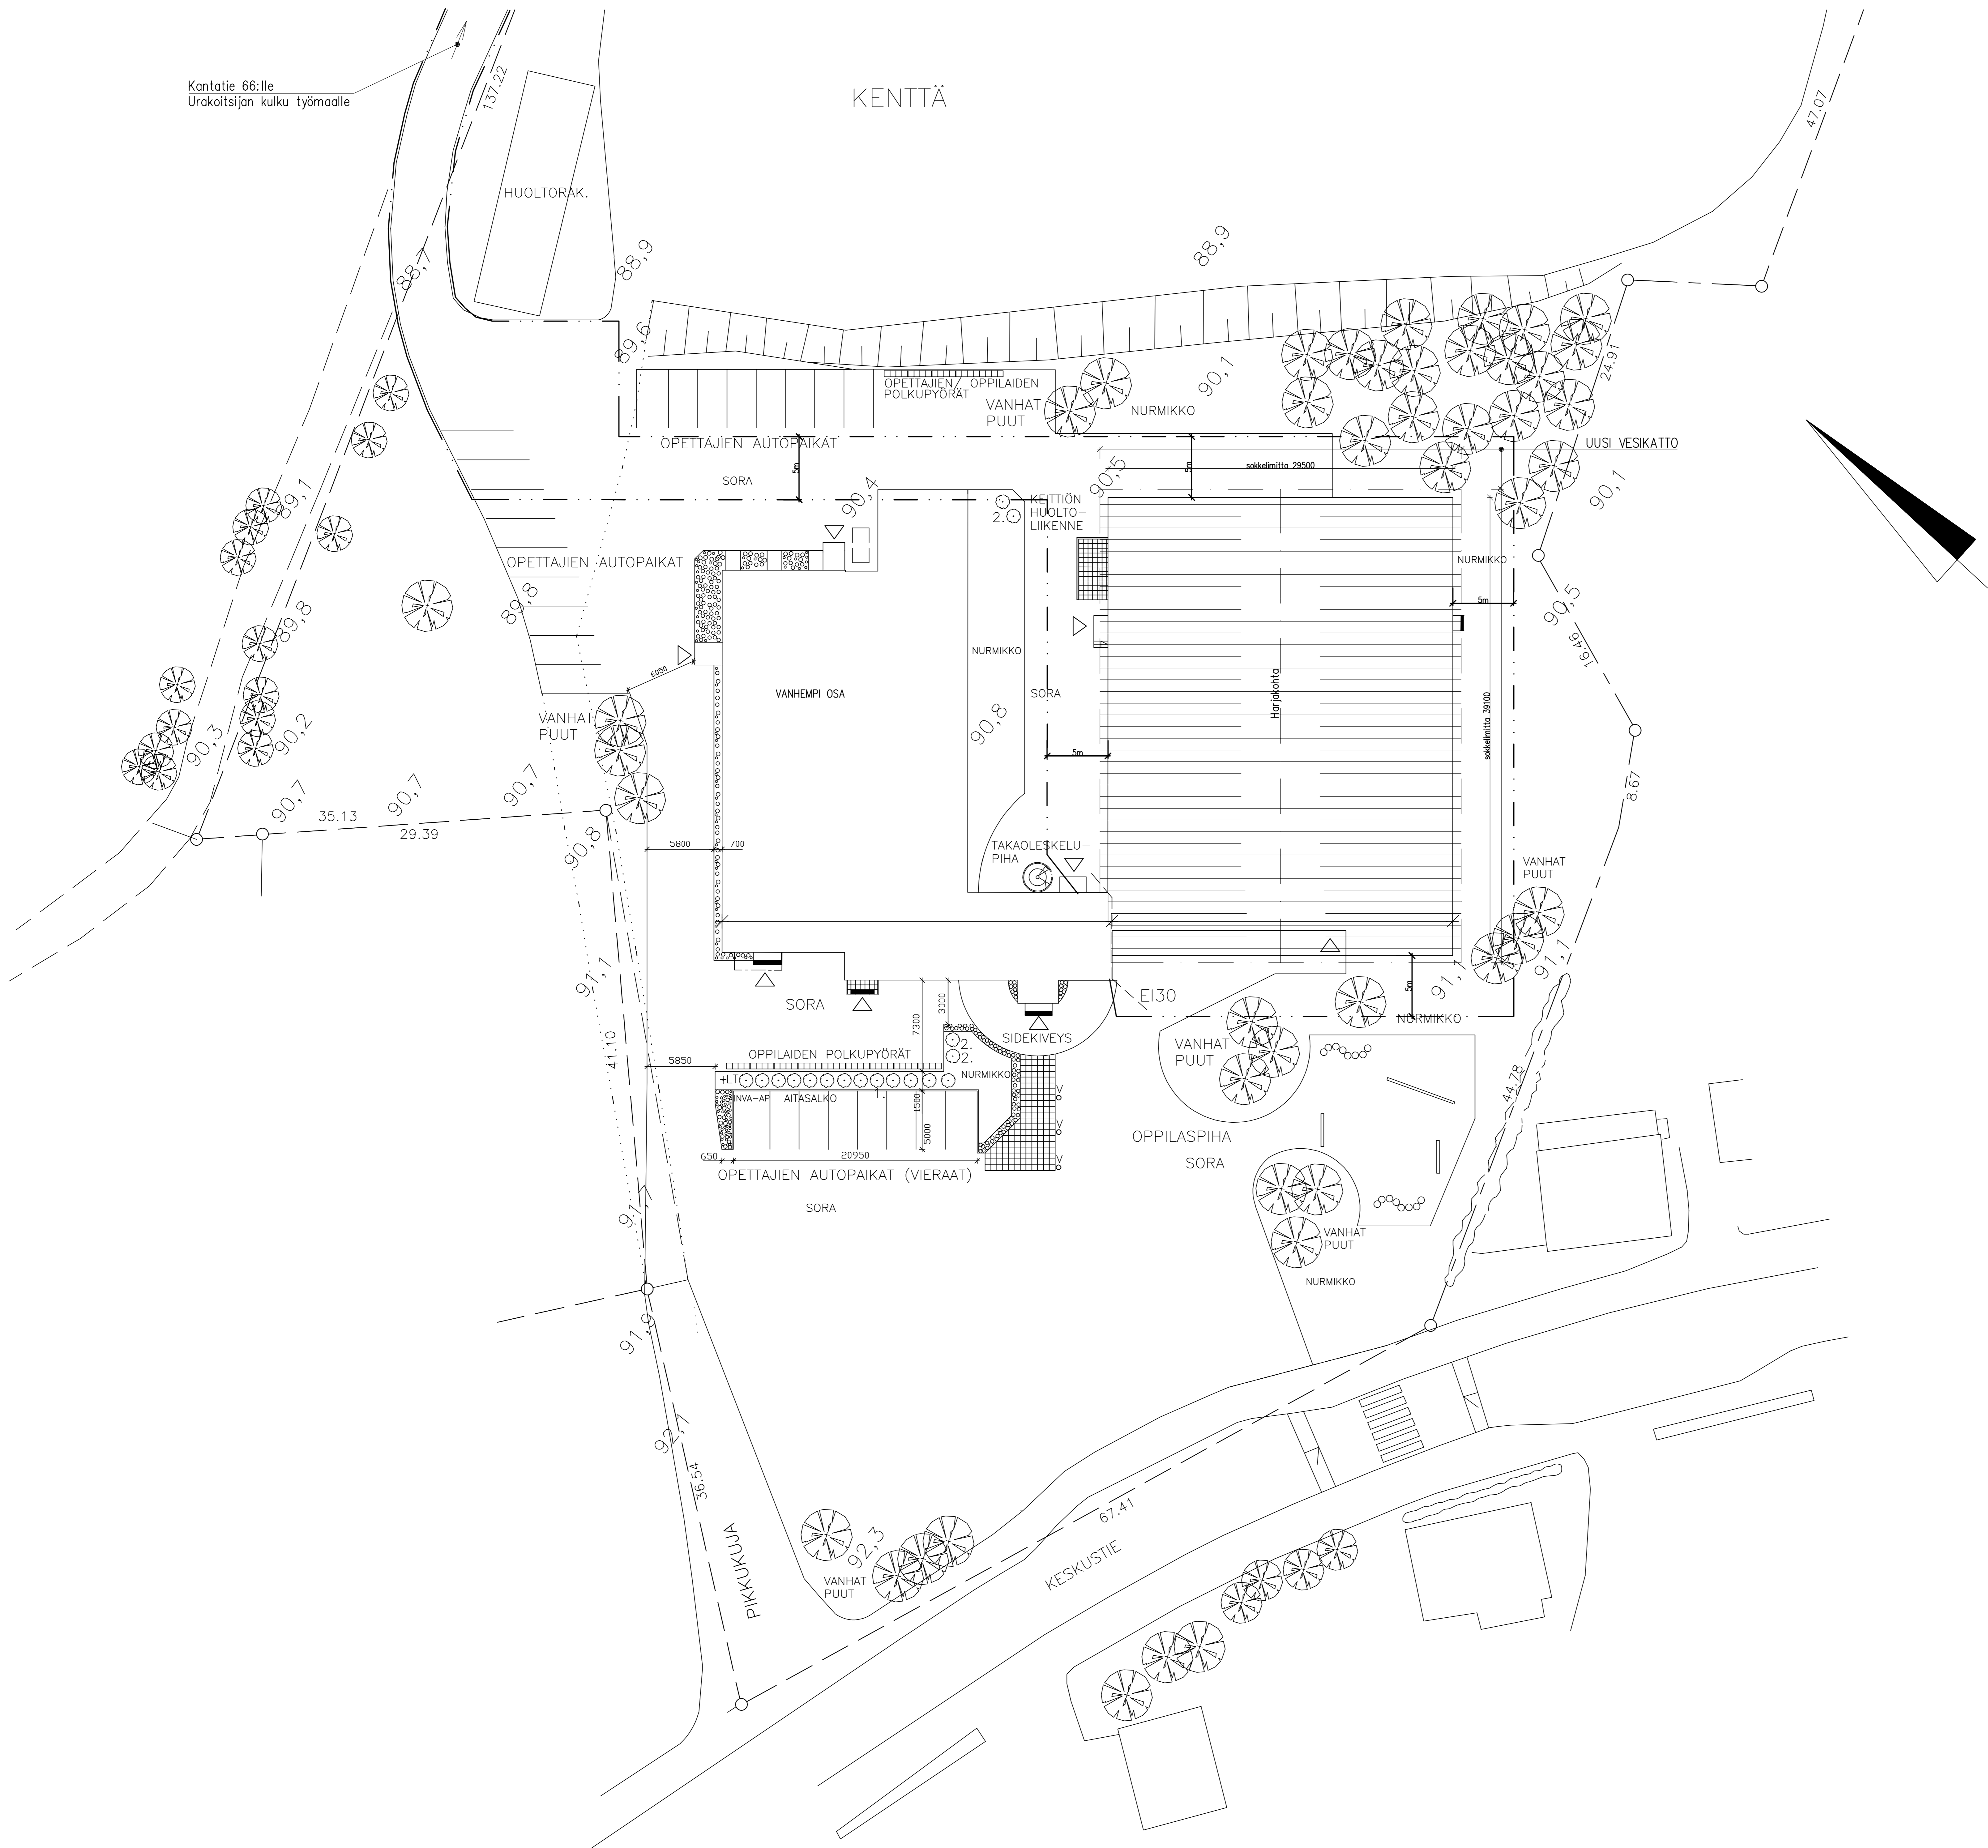 Kantatie 66:lle
Urakoitsijan kulku työmaalle
137.22
KENTTÄ
47.07
HUOLTORAK.
88,7
88,9
88,9
89,6
24.91
90,1
OPETTAJIEN/ OPPILAIDEN
POLKUPYÖRÄT
VANHAT
PUUT
NURMIKKO
OPETTAJIEN AUTOPAIKAT
UUSI VESIKATTO
5m
5m
sokkelimitta 29500
SORA
90,4
90,5
90,1
89,1
KEITTIÖN
HUOLTO-
LIIKENNE
2.
OPETTAJIEN AUTOPAIKAT
NURMIKKO
89,8
89,8
5m
90,5
16.46
6050
NURMIKKO
VANHEMPI OSA
SORA
Harjakohta
sokkelimitta 39100
VANHAT
PUUT
90,3
90,2
90,8
5m
8.67
90,7
90,7
90,7
35.13
29.39
90,8
5800
700
TAKAOLESKELU-
PIHA
VANHAT
PUUT
91,1
91,1
91,1
5m
SORA
EI30
7300
3000
NURMIKKO
SIDEKIVEYS
41.10
5850
OPPILAIDEN POLKUPYÖRÄT
2.
2.
VANHAT
PUUT
NURMIKKO
+LT
1.
INVA-AP
AITASALKO
1500
5000
V
V
V
44.78
OPPILASPIHA
SORA
650
20950
OPETTAJIEN AUTOPAIKAT (VIERAAT)
SORA
91,1
VANHAT
PUUT
NURMIKKO
91,9
92,7
36.54
PIKKUKUJA
67.41
KESKUSTIE
92,3
VANHAT
PUUT